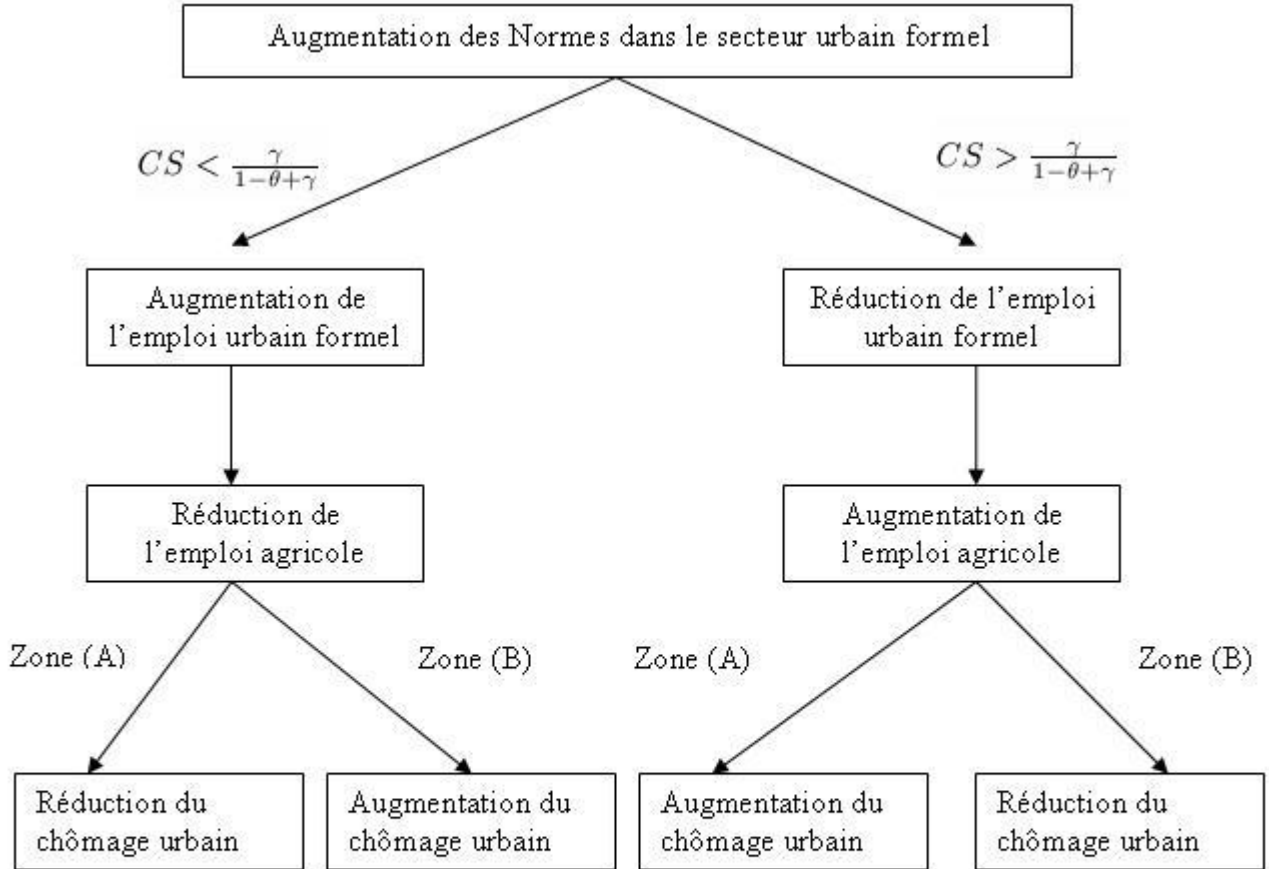 Augmentation des Normes dans le secteur urbain formel
CS < γ/(1−θ+γ)
CS > γ/(1−θ+γ)
Augmentation de
l'emploi urbain formel
Réduction de l'emploi
urbain formel
Réduction de
l'emploi agricole
Augmentation de
l'emploi agricole
Zone (A)
Zone (B)
Zone (A)
Zone (B)
Réduction du
chômage urbain
Augmentation du
chômage urbain
Augmentation du
chômage urbain
Réduction du
chômage urbain